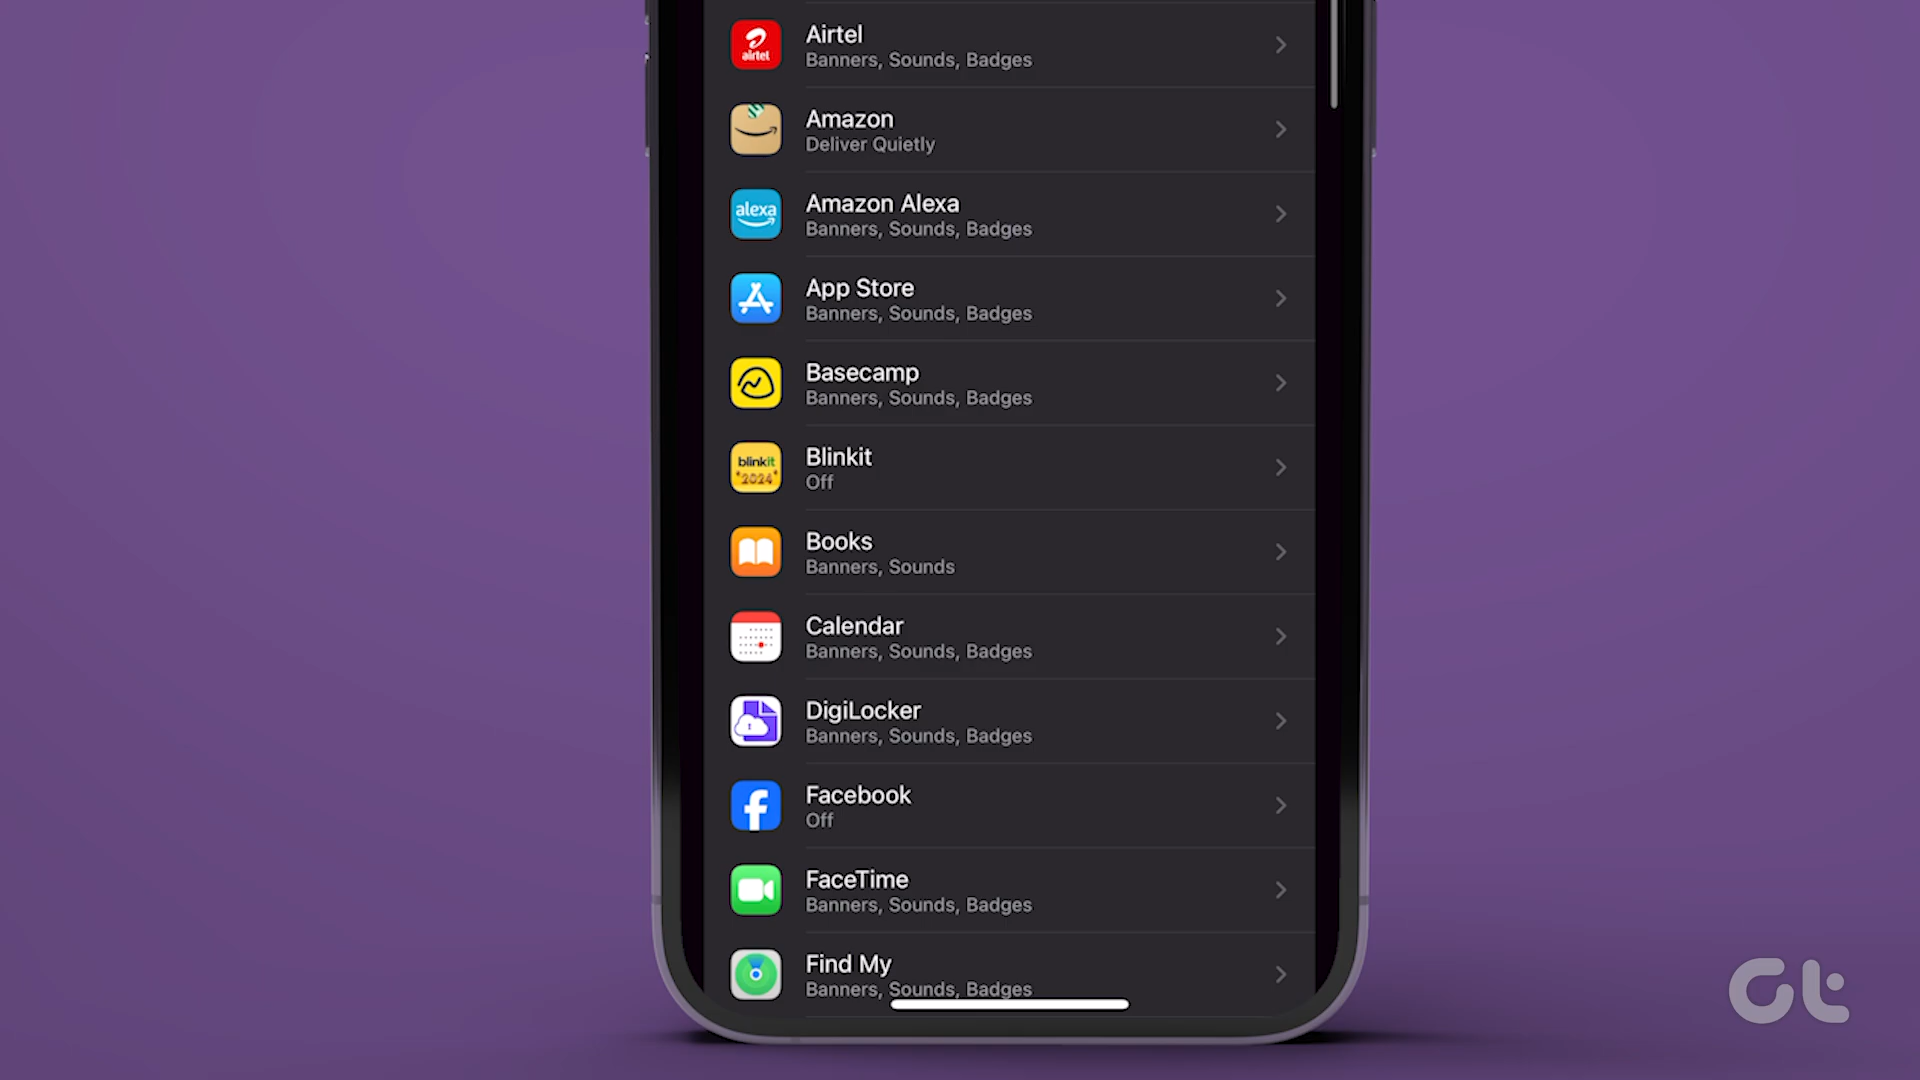 Airtel
airtel
Banners, Sounds, Badges
Amazon
Deliver Quietly
Amazon Alexa
alexa
Banners, Sounds, Badges
App Store
Banners, Sounds, Badges
Basecamp
Banners, Sounds, Badges
Blinkit
blinkit
2024
Off
Books
Banners, Sounds
Calendar
Banners, Sounds, Badges
DigiLocker
Banners, Sounds, Badges
Facebook
f
Off
FaceTime
Banners, Sounds, Badges
Find My
Banners, Sounds, Badges
Gt